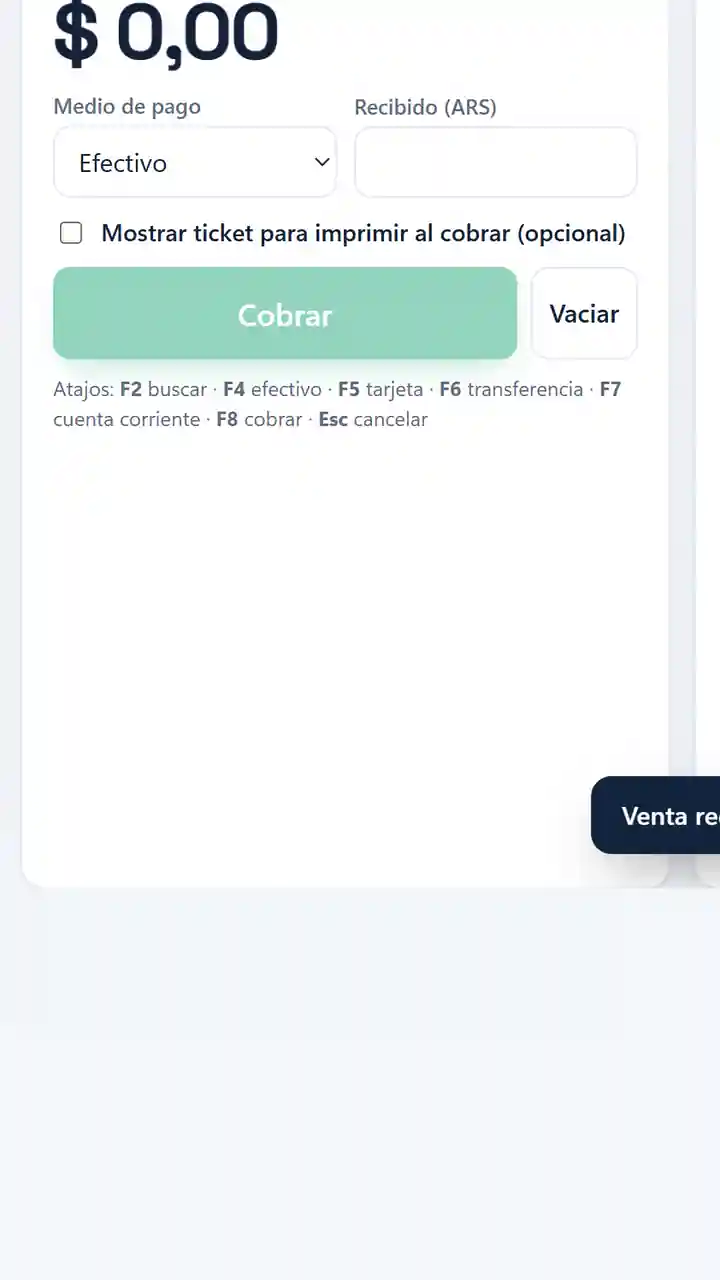 $ 0,00
Medio de pago
Recibido (ARS)
Efectivo
Mostrar ticket para imprimir al cobrar (opcional)
Cobrar
Vaciar
Atajos: F2 buscar · F4 efectivo · F5 tarjeta · F6 transferencia · F7
cuenta corriente · F8 cobrar · Esc cancelar
Venta